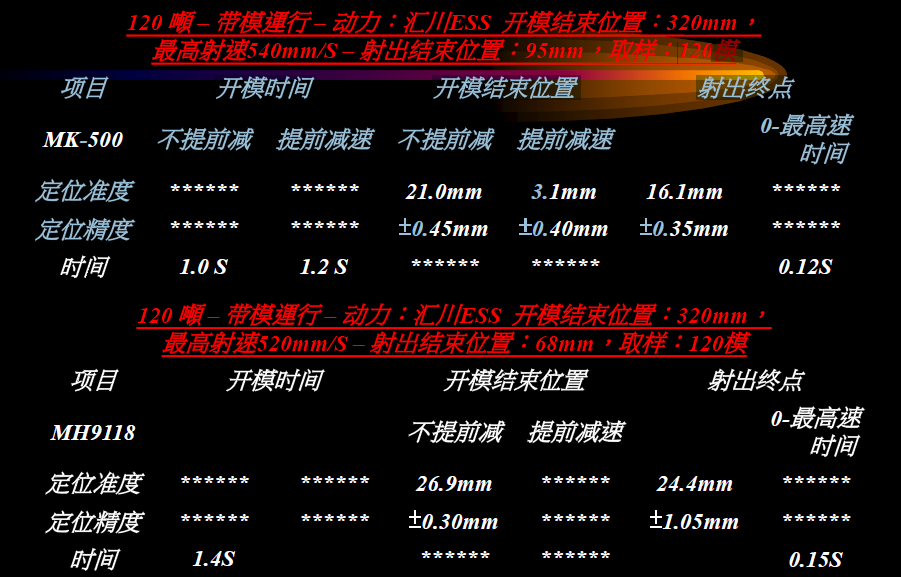 120 噸 – 带模運行 – 动力：汇川ESS 开模结束位置：320mm，
最高射速540mm/S – 射出结束位置：95mm，取样：120模
项目 开模时间 开模结束位置 射出终点
MK-500 不提前减 提前减速 不提前减 提前减速 0-最高速
时间
定位准度 ****** ****** 21.0mm 3.1mm 16.1mm ******
定位精度 ****** ****** ±0.45mm ±0.40mm ±0.35mm ******
时间 1.0 S 1.2 S ****** ****** 0.12S
120 噸 – 带模運行 – 动力：汇川ESS 开模结束位置：320mm，
最高射速520mm/S – 射出结束位置：68mm，取样：120模
项目 开模时间 开模结束位置 射出终点
MH9118 不提前减 提前减速 0-最高速
时间
定位准度 ****** ****** 26.9mm ****** 24.4mm ******
定位精度 ****** ****** ±0.30mm ****** ±1.05mm ******
时间 1.4S ****** ****** 0.15S